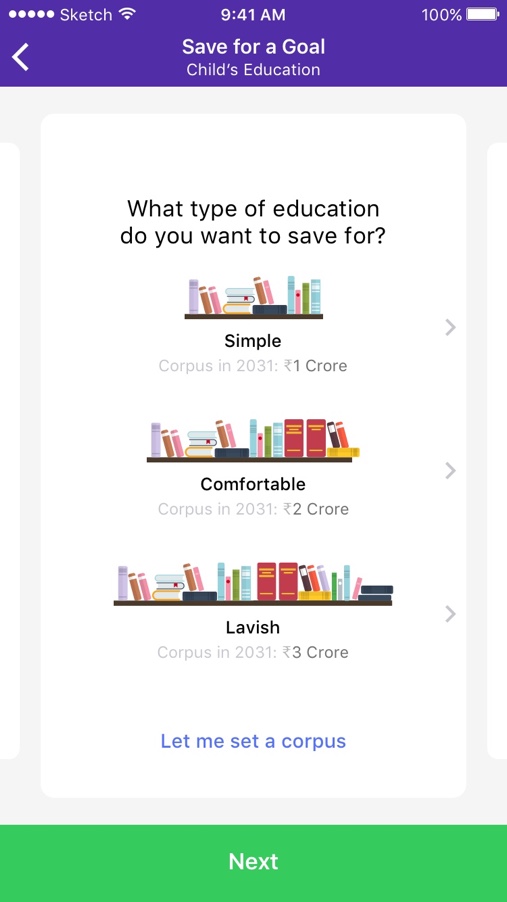 Sketch 9:41 AM 100%
Save for a Goal
Child’s Education
What type of education
do you want to save for?
Simple
Corpus in 2031: ₹1 Crore
Comfortable
Corpus in 2031: ₹2 Crore
Lavish
Corpus in 2031: ₹3 Crore
Let me set a corpus
Next